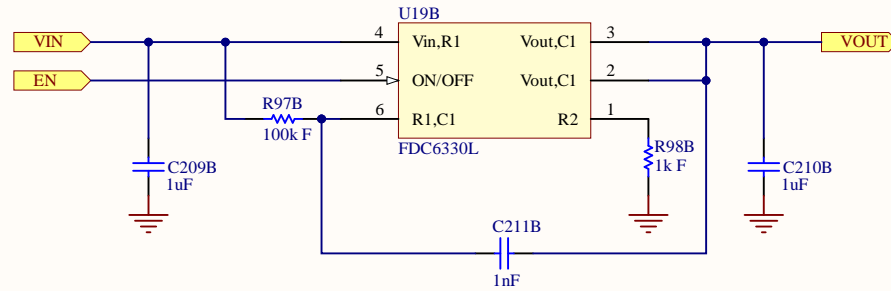 U19B
VIN
4
Vin,R1
Vout,C1
3
VOUT
EN
5
ON/OFF
Vout,C1
2
R97B
6
R1,C1
R2
1
100k F
FDC6330L
R98B
1k F
C209B
1uF
C210B
1uF
C211B
1nF